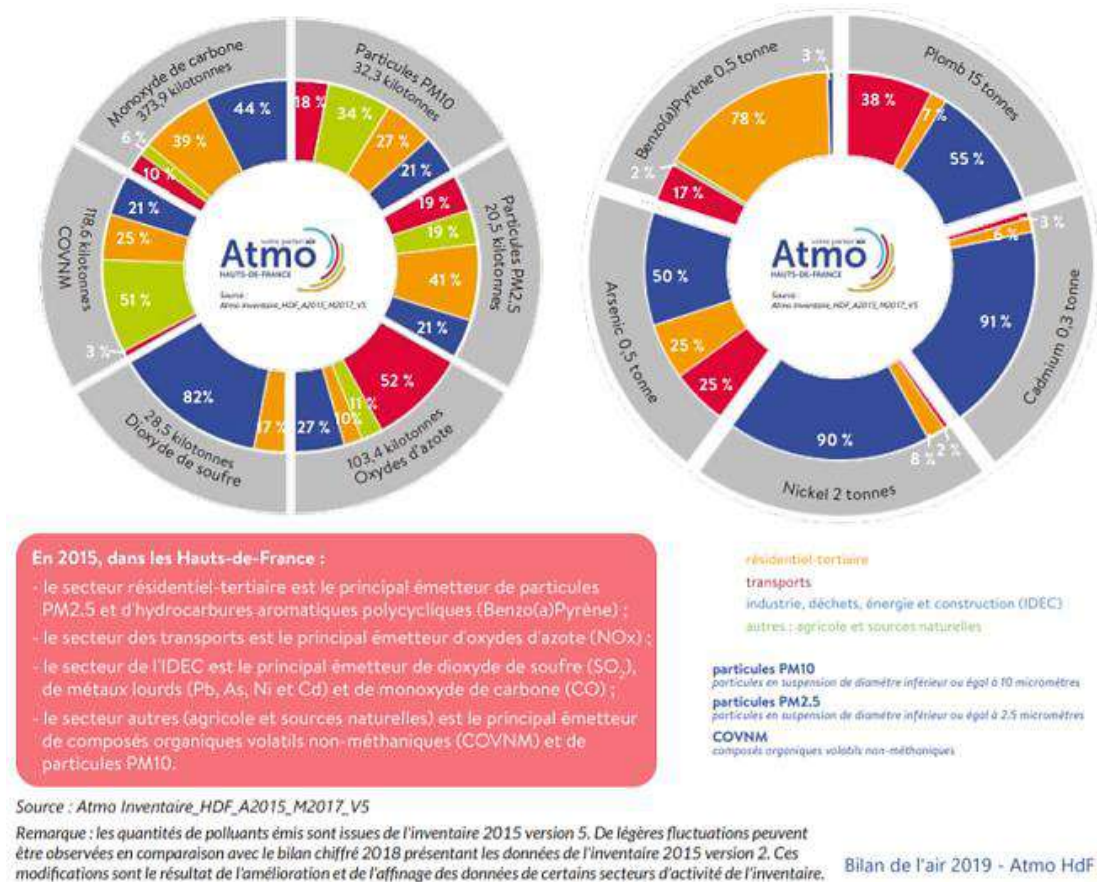 Monoxyde de carbone
373,9 kilotonnes
44 %
39 %
6 %
10 %
Particules PM10
32,3 kilotonnes
18 %
34 %
27 %
21 %
Particules PM2.5
20,5 kilotonnes
19 %
19 %
41 %
21 %
103,4 kilotonnes
Oxydes d'azote
52 %
11 %
10%
27 %
28,5 kilotonnes
Dioxyde de soufre
17 %
82%
118,6 kilotonnes
COVNM
3 %
51 %
25 %
21 %
votre parten'air
Atmo
HAUTS-DE-FRANCE
Source :
Atmo Inventaire_HDF_A2015_M2017_V5
Benzo(a)Pyrène 0,5 tonne
3 %
78 %
2 %
17 %
Plomb 15 tonnes
38 %
7 %
55 %
Cadmium 0,3 tonne
3 %
6 %
91 %
Nickel 2 tonnes
2 %
8 %
90 %
Arsenic 0,5 tonne
25 %
25 %
50 %
votre parten'air
Atmo
HAUTS-DE-FRANCE
Source :
Atmo Inventaire_HDF_A2015_M2017_V5
En 2015, dans les Hauts-de-France :
- le secteur résidentiel-tertiaire est le principal émetteur de particules
PM2.5 et d'hydrocarbures aromatiques polycycliques (Benzo(a)Pyrène) ;
- le secteur des transports est le principal émetteur d'oxydes d'azote (NOx) ;
- le secteur de l'IDEC est le principal émetteur de dioxyde de soufre (SO₂),
de métaux lourds (Pb, As, Ni et Cd) et de monoxyde de carbone (CO) ;
- le secteur autres (agricole et sources naturelles) est le principal émetteur
de composés organiques volatils non-méthaniques (COVNM) et de
particules PM10.
résidentiel-tertiaire
transports
industrie, déchets, énergie et construction (IDEC)
autres : agricole et sources naturelles
particules PM10
particules en suspension de diamètre inférieur ou égal à 10 micromètres
particules PM2.5
particules en suspension de diamètre inférieur ou égal à 2.5 micromètres
COVNM
composés organiques volatils non-méthaniques
Source : Atmo Inventaire_HDF_A2015_M2017_V5
Remarque : les quantités de polluants émis sont issues de l'inventaire 2015 version 5. De légères fluctuations peuvent
être observées en comparaison avec le bilan chiffré 2018 présentant les données de l'inventaire 2015 version 2. Ces
modifications sont le résultat de l'amélioration et de l'affinage des données de certains secteurs d'activité de l'inventaire.
Bilan de l'air 2019 - Atmo HdF